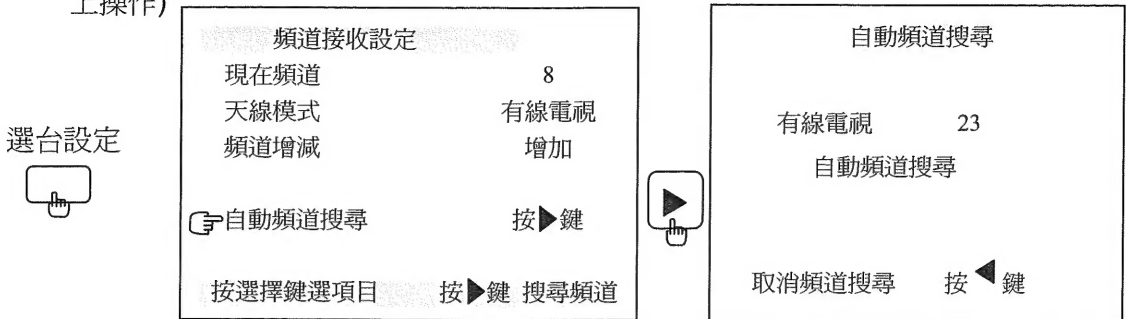 上操作)
選台設定
頻道接收設定
現在頻道 8
天線模式 有線電視
頻道增減 增加
自動頻道搜尋 按▶鍵
按選擇鍵選項目 按▶鍵 搜尋頻道
自動頻道搜尋
有線電視 23
自動頻道搜尋
取消頻道搜尋 按◀鍵